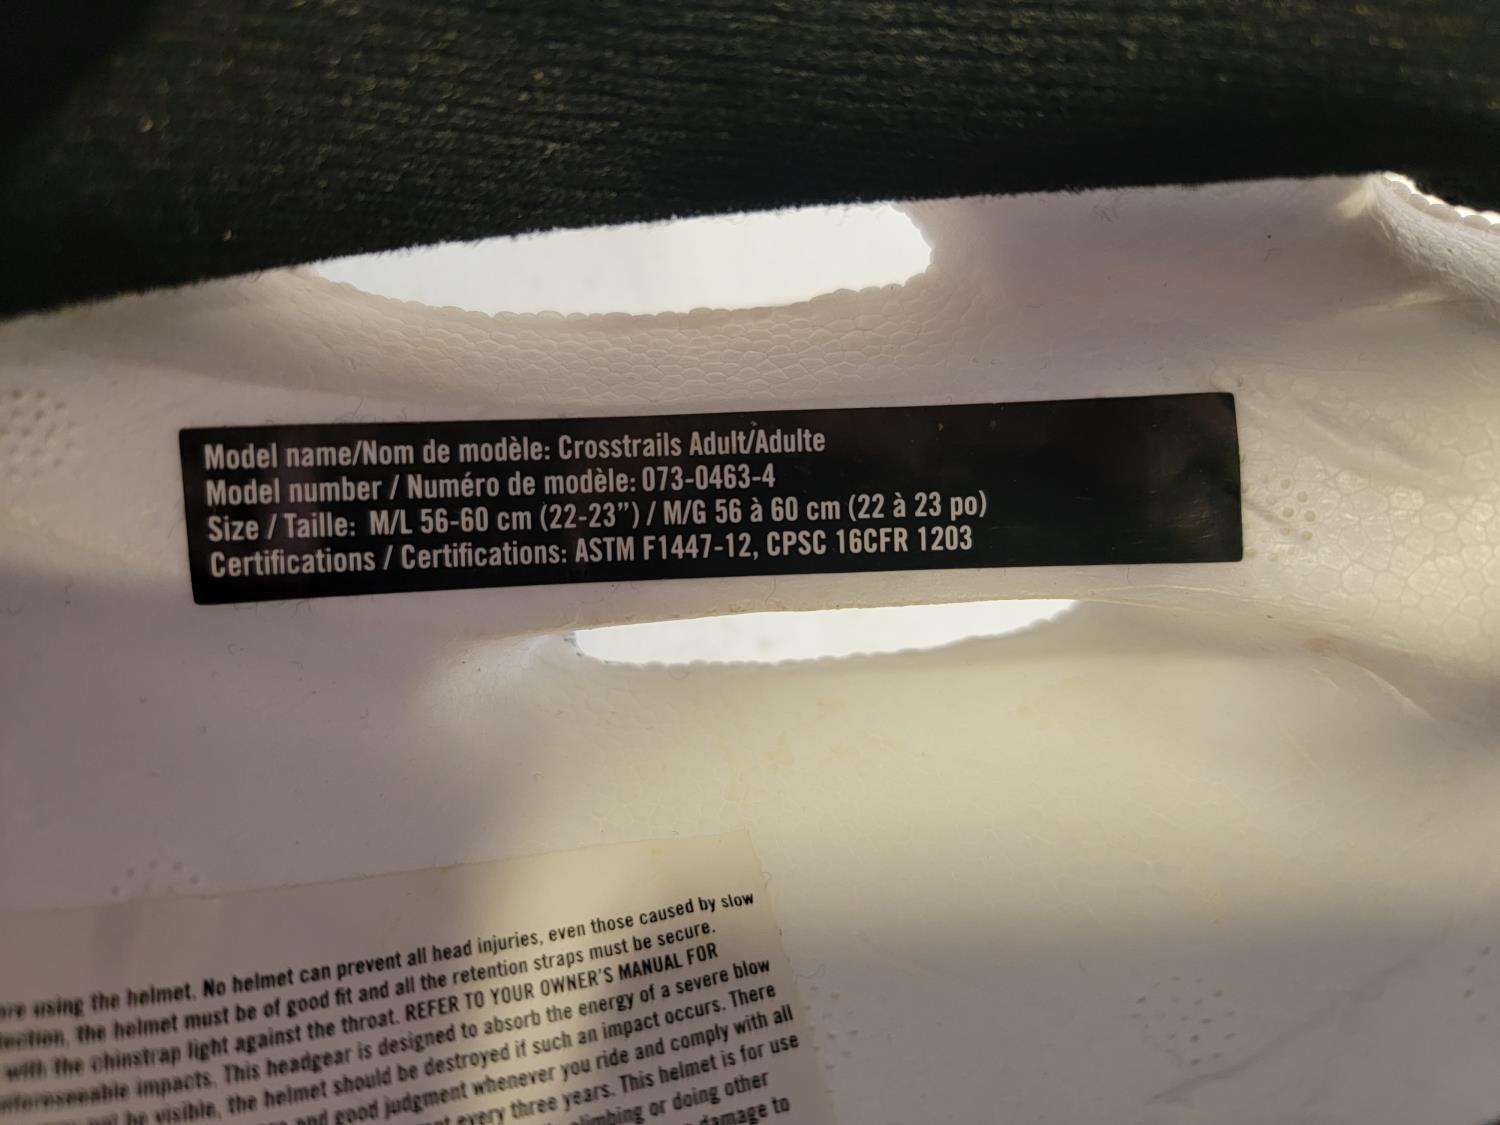 Model name/Nom de modèle: Crosstrails Adult/Adulte
Model number / Numéro de modèle: 073-0463-4
Size / Taille: M/L 56-60 cm (22-23”) / M/G 56 à 60 cm (22 à 23 po)
Certifications / Certifications: ASTM F1447-12, CPSC 16CFR 1203
using the helmet. No helmet can prevent all head injuries, even those caused by slow
the helmet must be of good fit and all the retention straps must be secure.
with the chinstrap light against the throat. REFER TO YOUR OWNER'S MANUAL FOR
impacts. This headgear is designed to absorb the energy of a severe blow
be visible, the helmet should be destroyed if such an impact occurs. There
and good judgment whenever you ride and comply with all
every three years. This helmet is for use
or doing other
damage to